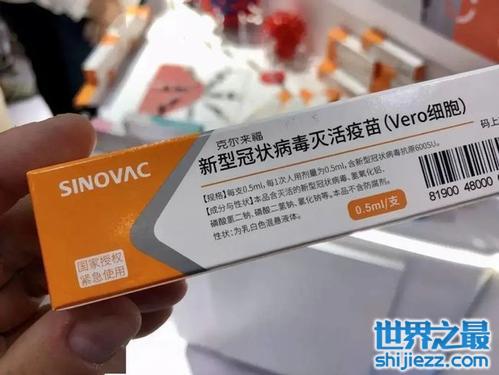 克尔来福
新型冠状病毒灭活疫苗(Vero细胞)
SINOVAC
【规格】每支0.5ml, 每1次人用剂量为0.5ml, 含新型冠状病毒抗原600SU。
【成分与性状】本品含灭活的新型冠状病毒、氢氧化铝、
磷酸氢二钠、磷酸二氢钠、氯化钠等。本品不含防腐剂。
性状: 为乳白色混悬液体。
0.5ml/支
码上
81900 48000
国家授权
紧急使用
世界之最
shijiezz.com